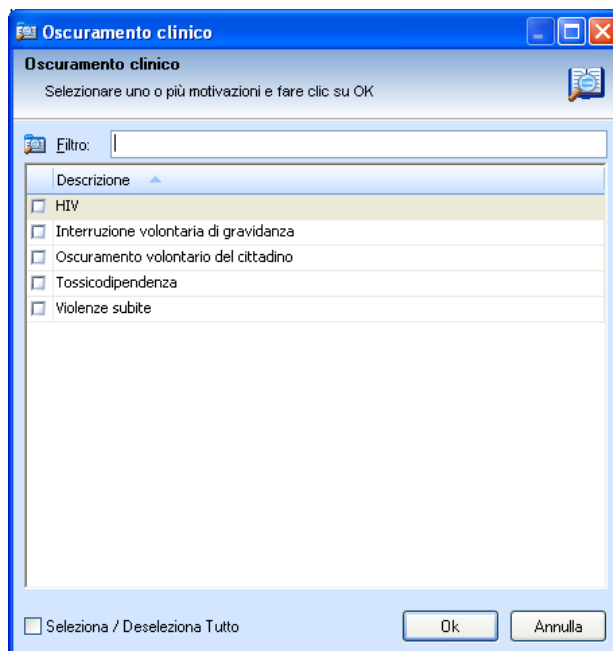 Oscuramento clinico
Oscuramento clinico
Selezionare uno o più motivazioni e fare clic su OK
Filtro:
Descrizione
HIV
Interruzione volontaria di gravidanza
Oscuramento volontario del cittadino
Tossicodipendenza
Violenze subite
Seleziona / Deseleziona Tutto Ok Annulla